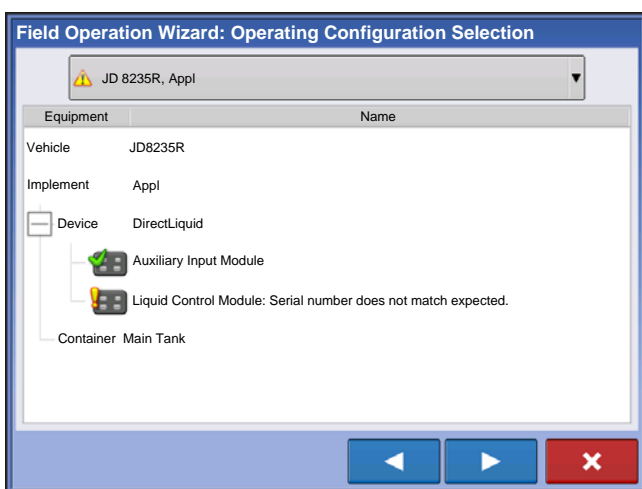 Field Operation Wizard: Operating Configuration Selection
JD 8235R, Appl
Equipment Name
Vehicle JD8235R
Implement Appl
Device DirectLiquid
Auxiliary Input Module
Liquid Control Module: Serial number does not match expected.
Container Main Tank